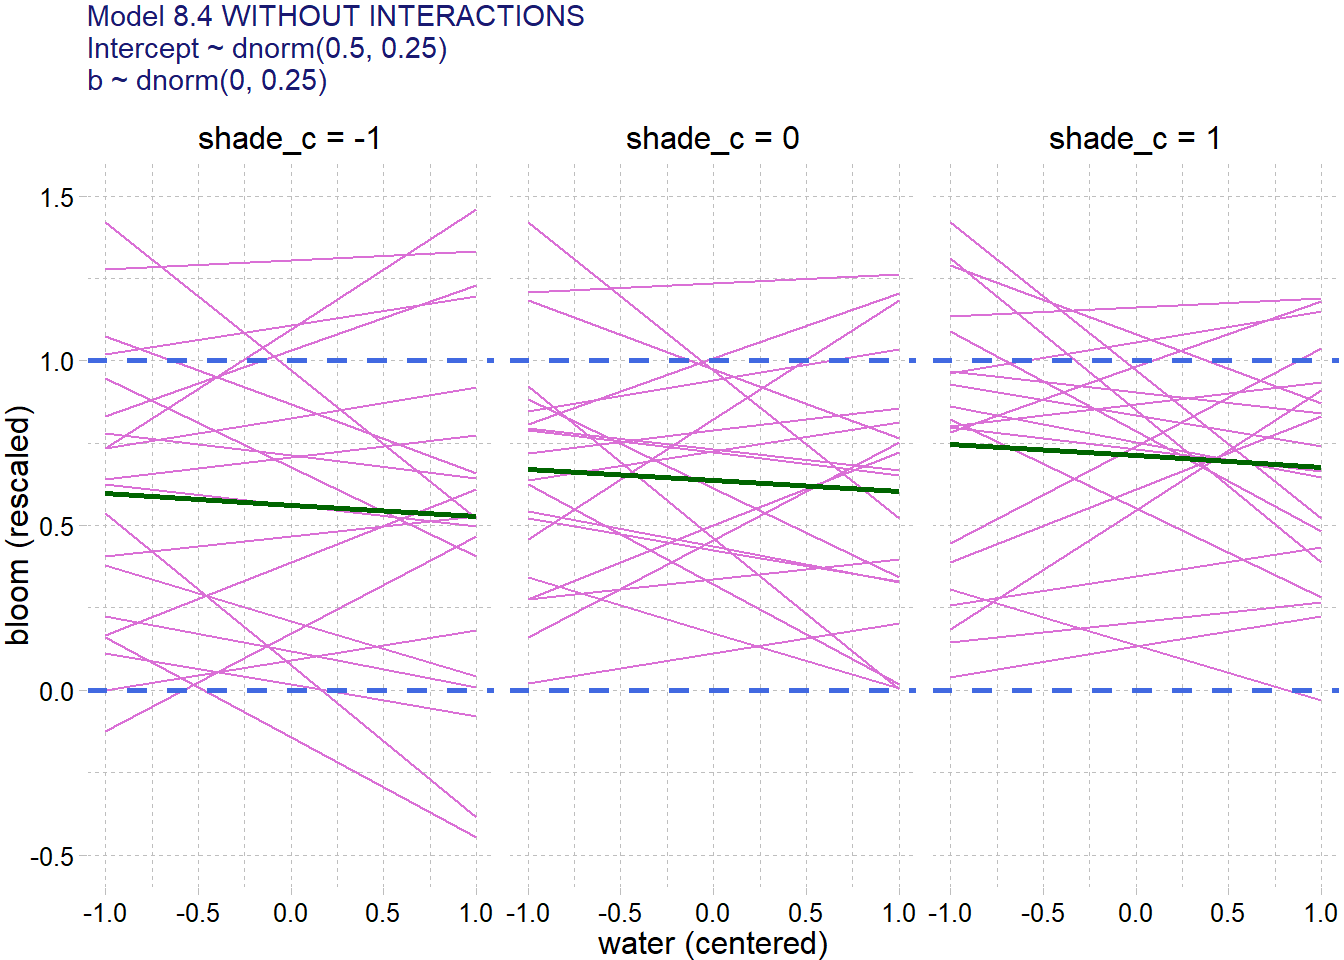 Model 8.4 WITHOUT INTERACTIONS
Intercept ~ dnorm(0.5, 0.25)
b ~ dnorm(0, 0.25)
shade_c = -1
shade_c = 0
shade_c = 1
bloom (rescaled)
1.5
1.0
0.5
0.0
-0.5
-1.0 -0.5 0.0 0.5 1.0
-1.0 -0.5 0.0 0.5 1.0
-1.0 -0.5 0.0 0.5 1.0
water (centered)